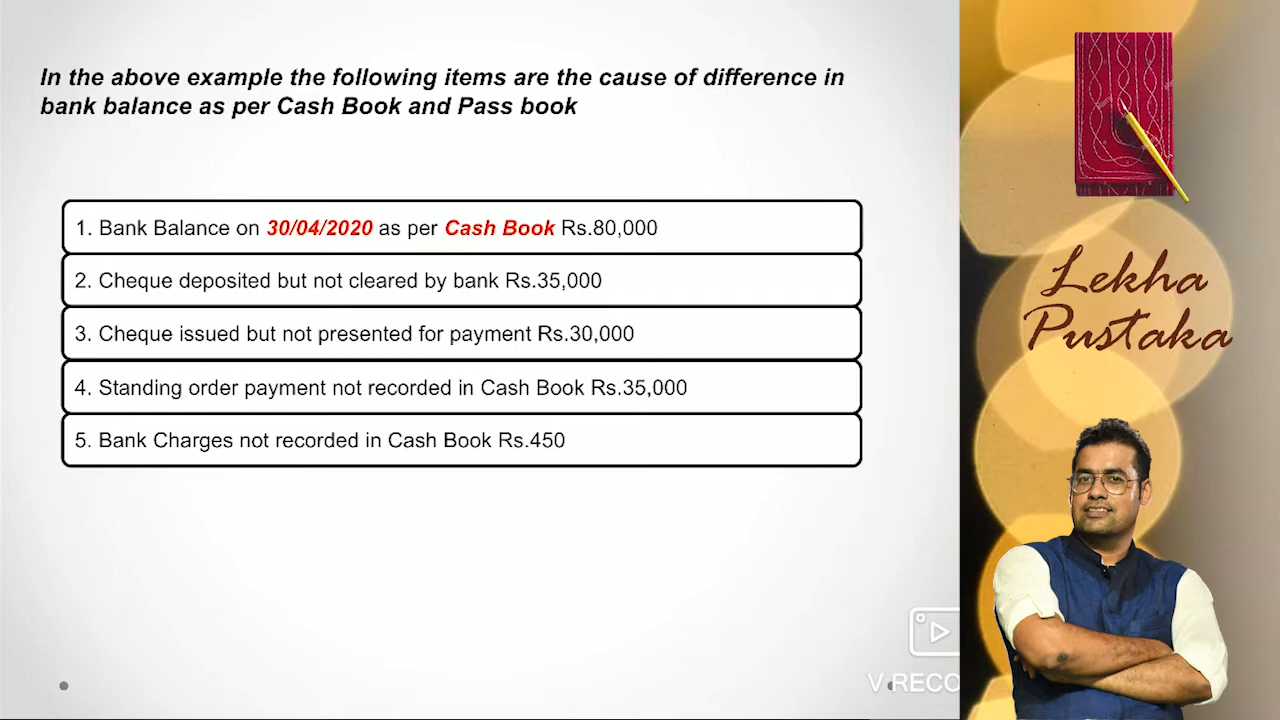 In the above example the following items are the cause of difference in
bank balance as per Cash Book and Pass book
1. Bank Balance on 30/04/2020 as per Cash Book Rs.80,000
2. Cheque deposited but not cleared by bank Rs.35,000
3. Cheque issued but not presented for payment Rs.30,000
4. Standing order payment not recorded in Cash Book Rs.35,000
5. Bank Charges not recorded in Cash Book Rs.450
Lekha
Pustaka
V RECO